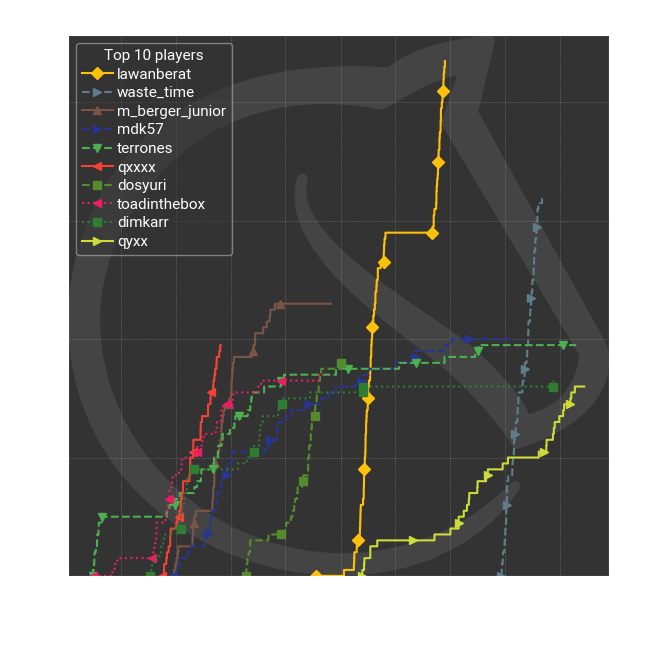 Top 10 players
lawanberat
waste_time
m_berger_junior
mdk57
terrones
qxxxx
dosyuri
toadinthebox
dimkarr
qyxx